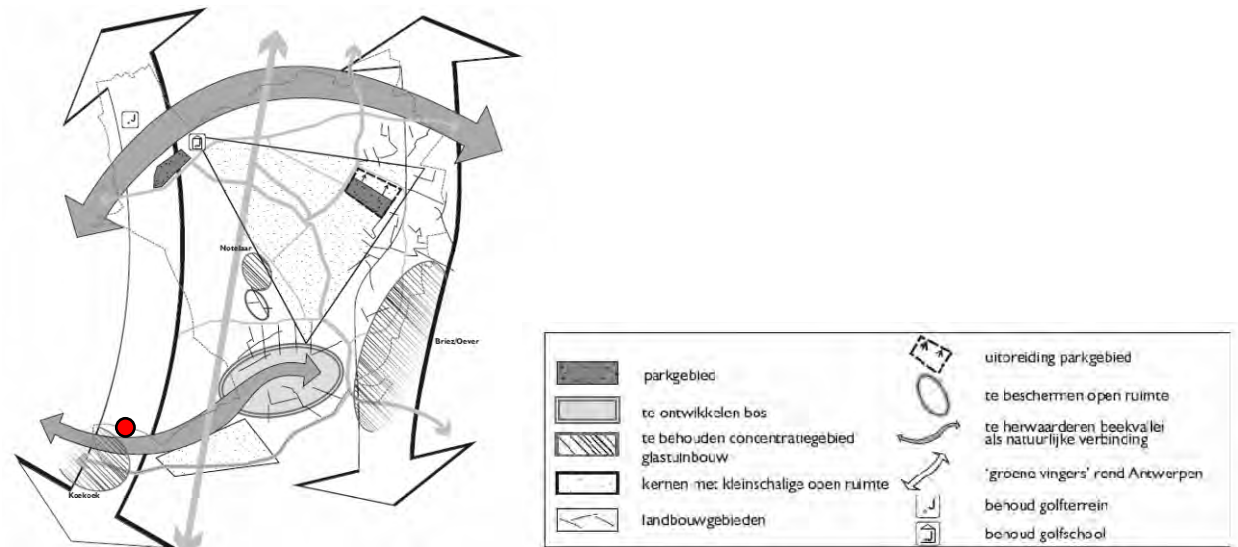 Notelaar
Briez/Oever
Koekoek
parkgebied
te ontwikkelen bos
te behouden concentratiegebied
glastuinbouw
kernen met kleinschalige open ruimte
landbouwgebieden
uitbreiding parkgebied
te beschermen open ruimte
te herwaarderen beekvallei
als natuurlijke verbinding
'groene vingers' rond Antwerpen
behoud golfterrein
behoud golfschool